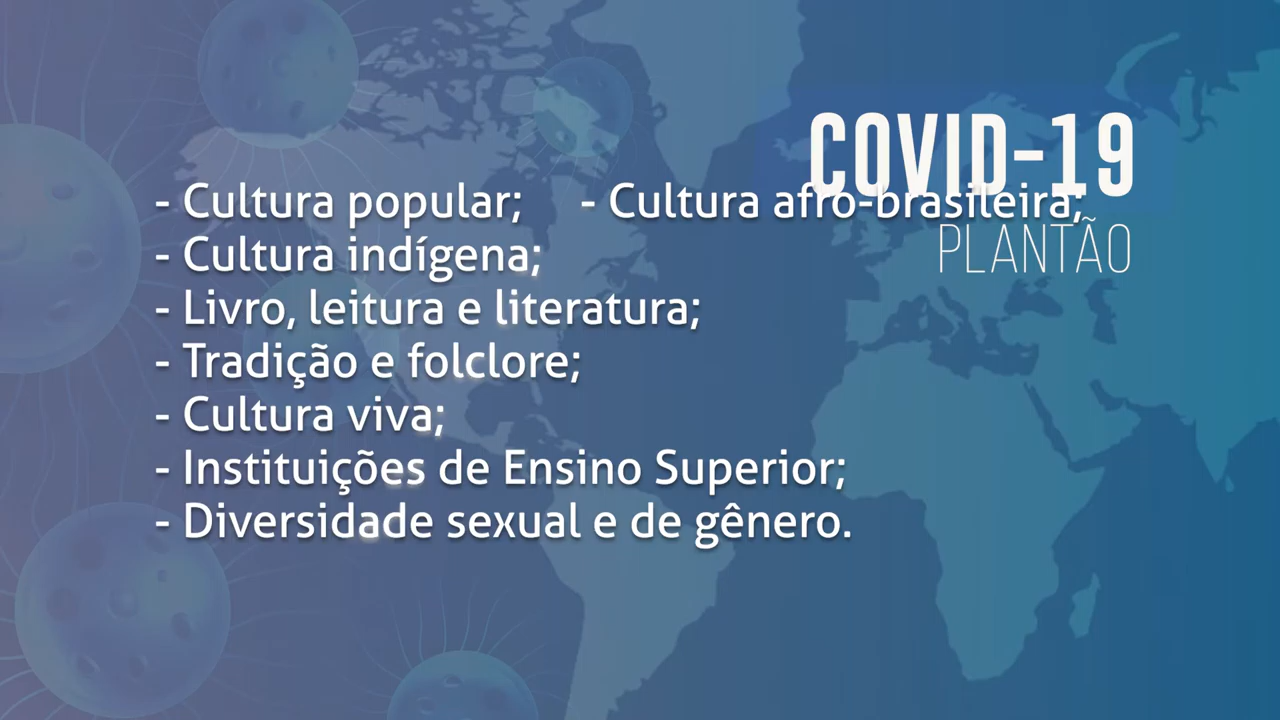 COVID-19
- Cultura popular; - Cultura afro-brasileira;
PLANTÃO
- Cultura indígena;
- Livro, leitura e literatura;
- Tradição e folclore;
- Cultura viva;
- Instituições de Ensino Superior;
- Diversidade sexual e de gênero.